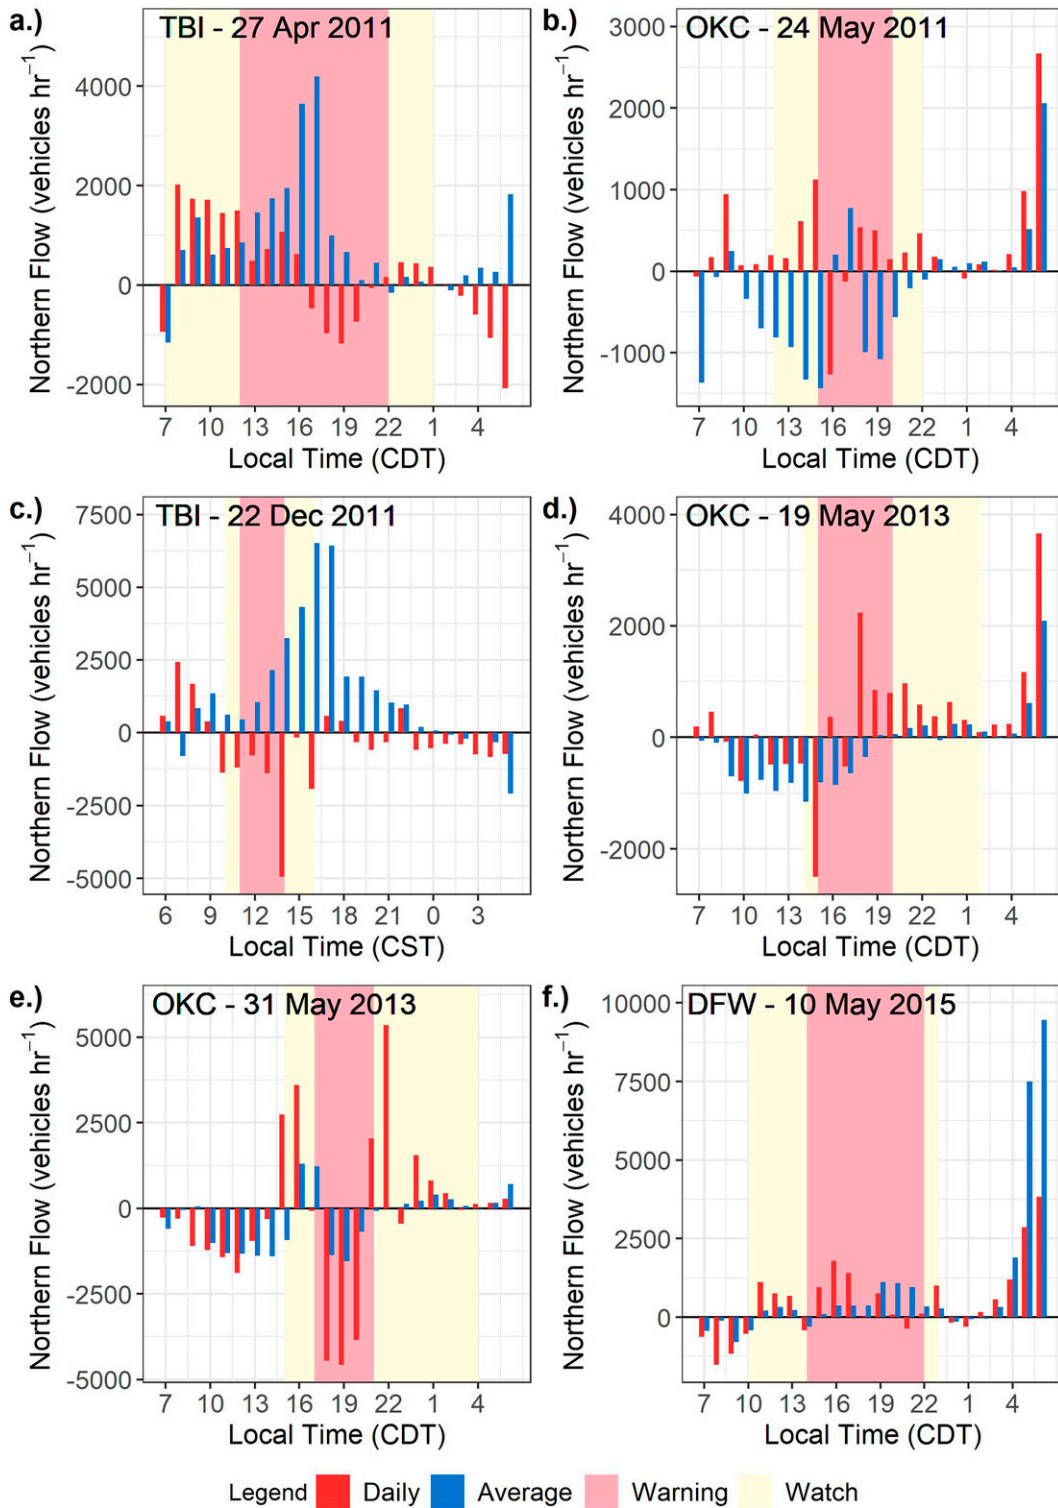 a.)
TBI - 27 Apr 2011
Northern Flow (vehicles hr⁻¹)
4000
2000
0
-2000
7 10 13 16 19 22 1 4
Local Time (CDT)
b.)
OKC - 24 May 2011
Northern Flow (vehicles hr⁻¹)
3000
2000
1000
0
-1000
7 10 13 16 19 22 1 4
Local Time (CDT)
c.)
TBI - 22 Dec 2011
Northern Flow (vehicles hr⁻¹)
7500
5000
2500
0
-2500
-5000
6 9 12 15 18 21 0 3
Local Time (CST)
d.)
OKC - 19 May 2013
Northern Flow (vehicles hr⁻¹)
4000
2000
0
-2000
7 10 13 16 19 22 1 4
Local Time (CDT)
e.)
OKC - 31 May 2013
Northern Flow (vehicles hr⁻¹)
5000
2500
0
-2500
-5000
7 10 13 16 19 22 1 4
Local Time (CDT)
f.)
DFW - 10 May 2015
Northern Flow (vehicles hr⁻¹)
10000
7500
5000
2500
0
7 10 13 16 19 22 1 4
Local Time (CDT)
Legend Daily Average Warning Watch